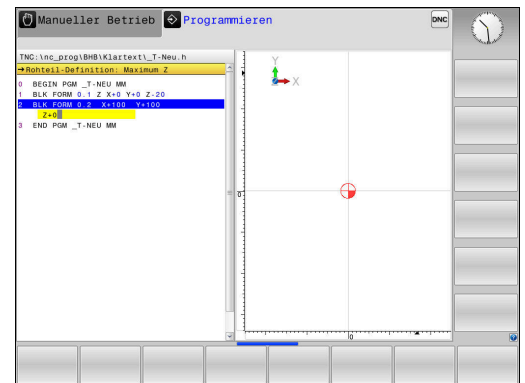 Manueller Betrieb
Programmieren
DNC
TNC:\nc_prog\BHB\Klartext\_T-Neu.h
→Rohteil-Definition: Maximum Z
0 BEGIN PGM _T-NEU MM
1 BLK FORM 0.1 Z X+0 Y+0 Z-20
2 BLK FORM 0.2 X+100 Y+100
Z+0
3 END PGM _T-NEU MM
Y
X
0
0